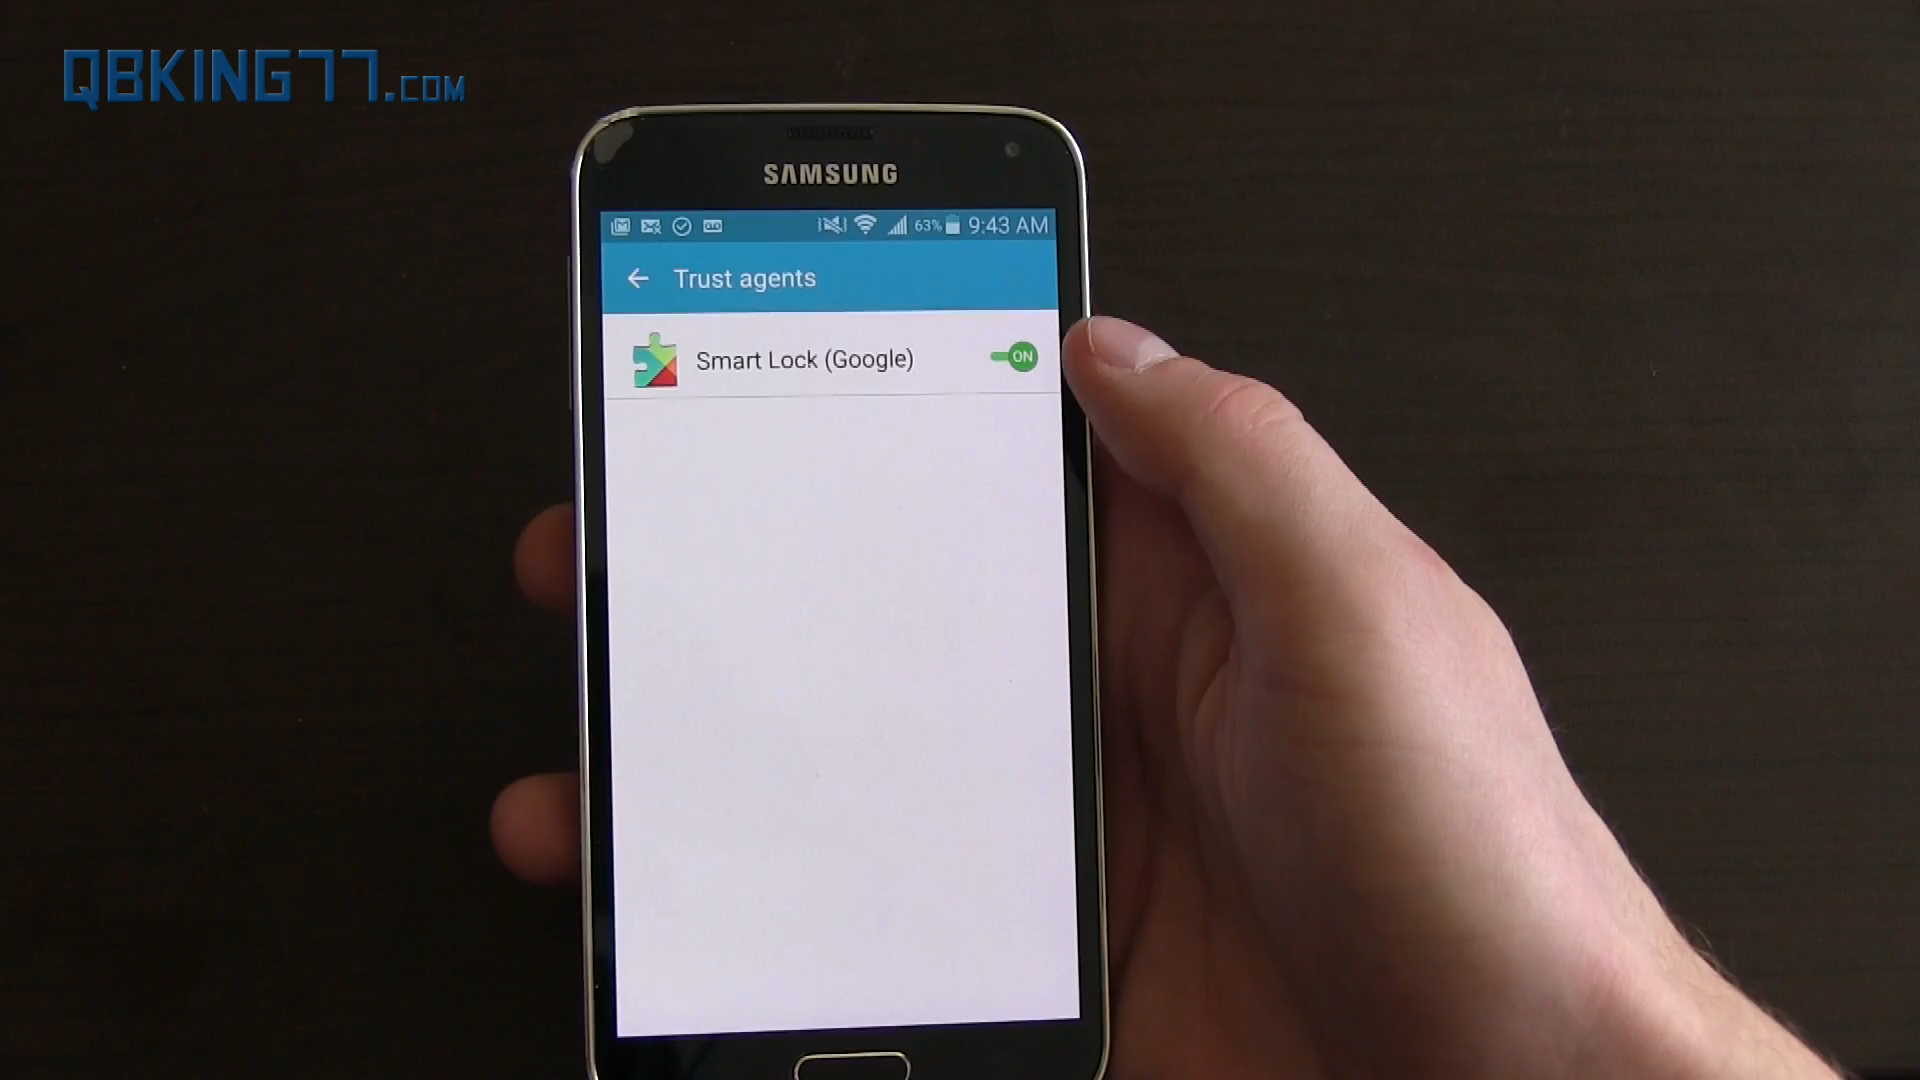 QBKING77.COM
SAMSUNG
63% 9:43 AM
Trust agents
Smart Lock (Google)
ON